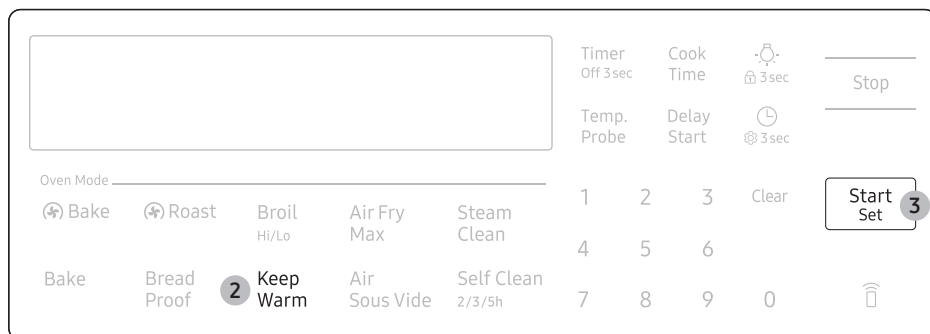 Timer
Off 3 sec
Cook
Time
3 sec
Stop
Temp.
Probe
Delay
Start
3 sec
Oven Mode
Bake
Roast
Broil
Hi/Lo
Air Fry
Max
Steam
Clean
1 2 3 Clear
Start
Set
3
4 5 6
Bake
Bread
Proof
2
Keep
Warm
Air
Sous Vide
Self Clean
2/3/5h
7 8 9 0